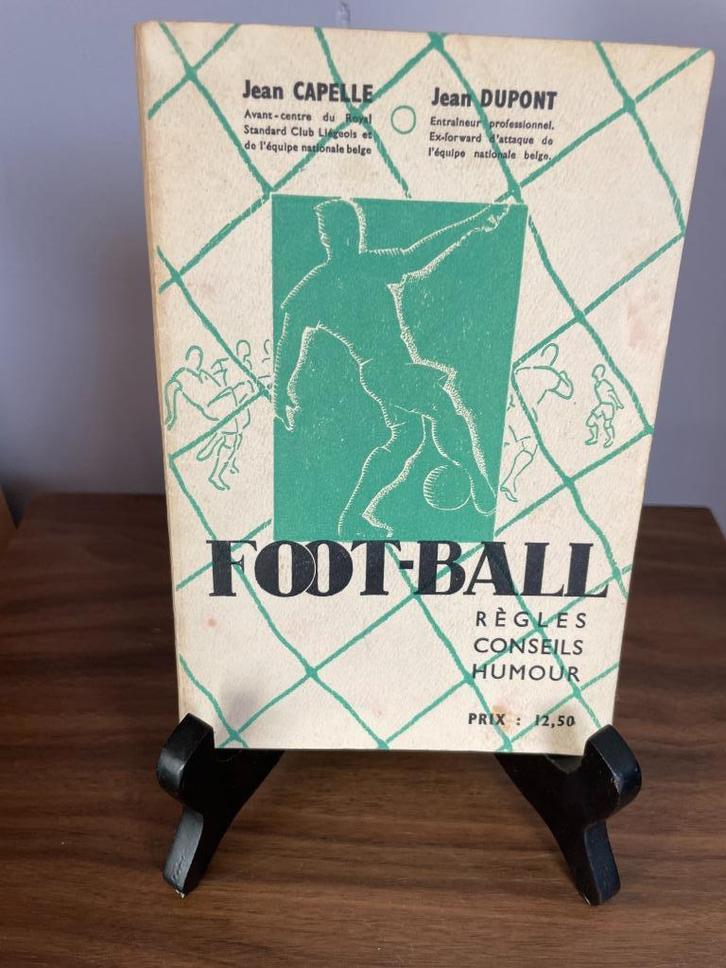 Jean CAPELLE
Avant-centre du Royal
Standard Club Liégeois et
de l'équipe nationale belge
Jean DUPONT
Entraîneur professionnel.
Ex-forward d'attaque de
l'équipe nationale belge.
FOOT-BALL
RÈGLES
CONSEILS
HUMOUR
PRIX : 12,50